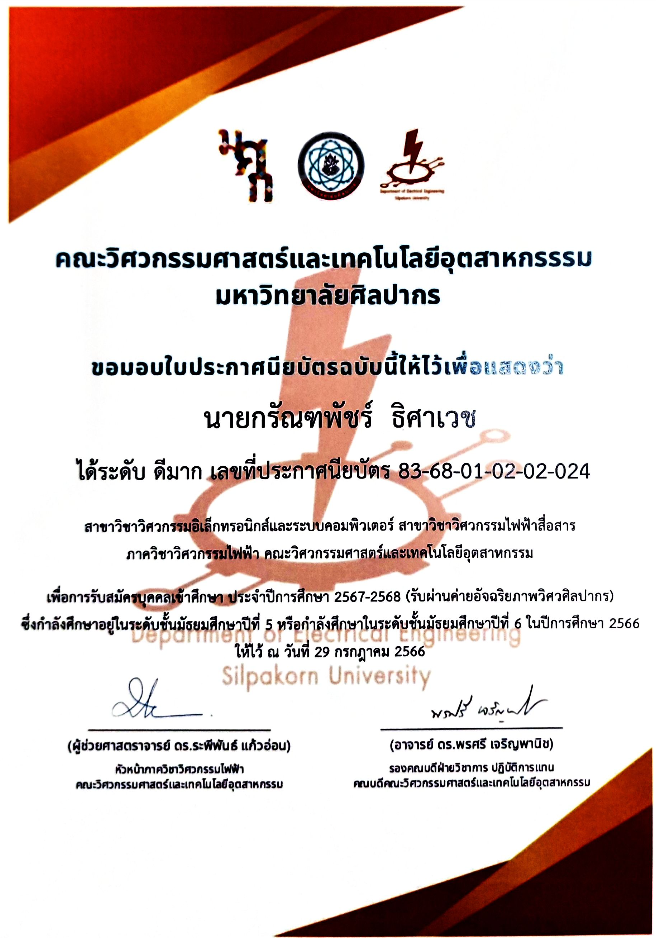 มศก
Department of Electrical Engineering
Silpakorn University
คณะวิศวกรรมศาสตร์และเทคโนโลยีอุตสาหกรรรม
มหาวิทยาลัยศิลปากร
ขอมอบใบประกาศนียบัตรฉบับนี้ให้ไว้เพื่อแสดงว่า
นายกรัณฑพัชร์ ธิศาเวช
ได้ระดับ ดีมาก เลขที่ประกาศนียบัตร 83-68-01-02-02-024
สาขาวิชาวิศวกรรมอิเล็กทรอนิกส์และระบบคอมพิวเตอร์ สาขาวิชาวิศวกรรมไฟฟ้าสื่อสาร
ภาควิชาวิศวกรรมไฟฟ้า คณะวิศวกรรมศาสตร์และเทคโนโลยีอุตสาหกรรม
เพื่อการรับสมัครบุคคลเข้าศึกษา ประจำปีการศึกษา 2567-2568 (รับผ่านค่ายอัจฉริยภาพวิศวศิลปากร)
ซึ่งกำลังศึกษาอยู่ในระดับชั้นมัธยมศึกษาปีที่ 5 หรือกำลังศึกษาในระดับชั้นมัธยมศึกษาปีที่ 6 ในปีการศึกษา 2566
Department of Electrical Engineering
ให้ไว้ ณ วันที่ 29 กรกฎาคม 2566
Silpakorn University
พรศรี เจริญพานิช
(ผู้ช่วยศาสตราจารย์ ดร.ระพีพันธ์ แก้วอ่อน)
(อาจารย์ ดร.พรศรี เจริญพานิช)
หัวหน้าภาควิชาวิศวกรรมไฟฟ้า
รองคณบดีฝ่ายวิชาการ ปฏิบัติการแทน
คณะวิศวกรรมศาสตร์และเทคโนโลยีอุตสาหกรรม
คณบดีคณะวิศวกรรมศาสตร์และเทคโนโลยีอุตสาหกรรม